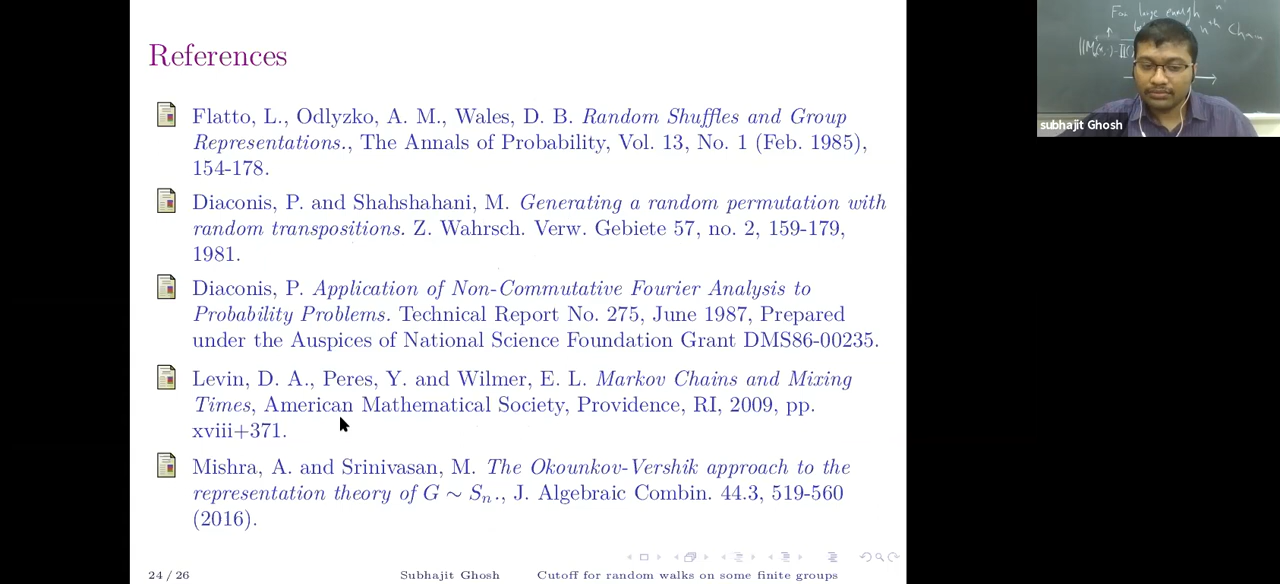 References
Flatto, L., Odlyzko, A. M., Wales, D. B. Random Shuffles and Group
Representations., The Annals of Probability, Vol. 13, No. 1 (Feb. 1985),
154-178.
Diaconis, P. and Shahshahani, M. Generating a random permutation with
random transpositions. Z. Wahrsch. Verw. Gebiete 57, no. 2, 159-179,
1981.
Diaconis, P. Application of Non-Commutative Fourier Analysis to
Probability Problems. Technical Report No. 275, June 1987, Prepared
under the Auspices of National Science Foundation Grant DMS86-00235.
Levin, D. A., Peres, Y. and Wilmer, E. L. Markov Chains and Mixing
Times, American Mathematical Society, Providence, RI, 2009, pp.
xviii+371.
Mishra, A. and Srinivasan, M. The Okounkov-Vershik approach to the
representation theory of G ∼ Sₙ., J. Algebraic Combin. 44.3, 519-560
(2016).
24 / 26 Subhajit Ghosh Cutoff for random walks on some finite groups
For large enough n
nth Chain
subhajit Ghosh